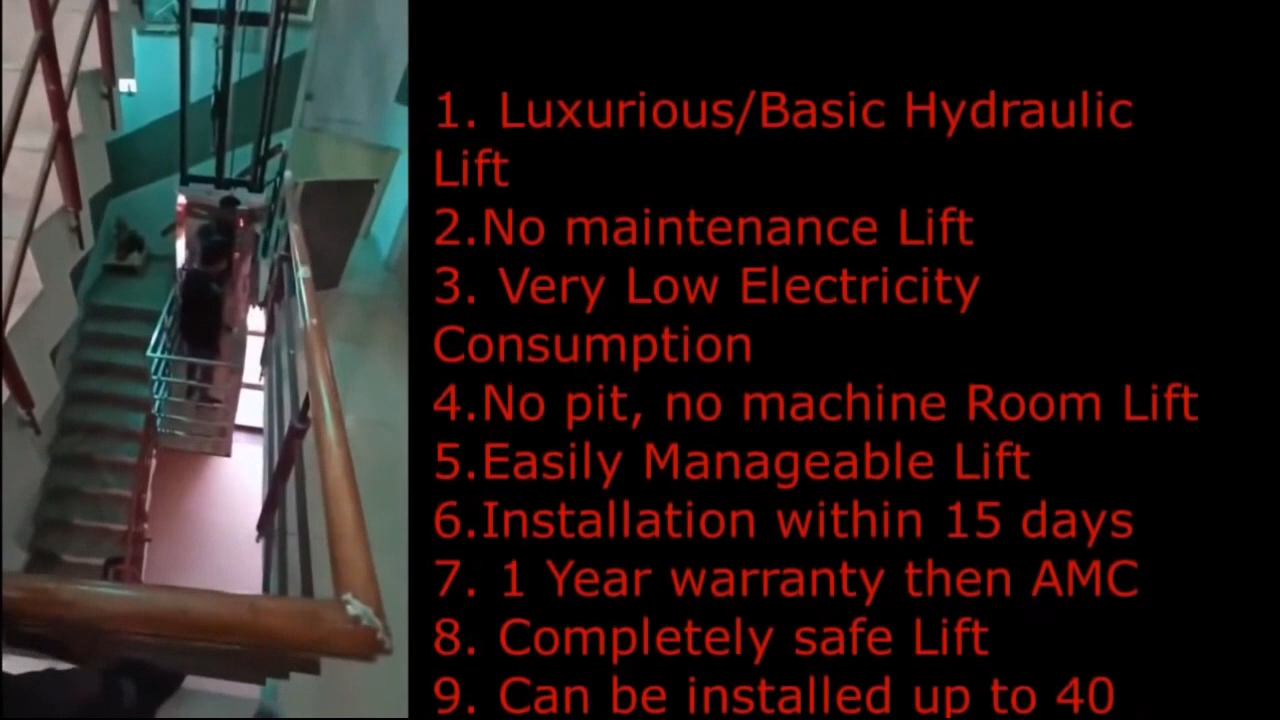 1. Luxurious/Basic Hydraulic
Lift
2.No maintenance Lift
3. Very Low Electricity
Consumption
4.No pit, no machine Room Lift
5.Easily Manageable Lift
6.Installation within 15 days
7. 1 Year warranty then AMC
8. Completely safe Lift
9. Can be installed up to 40